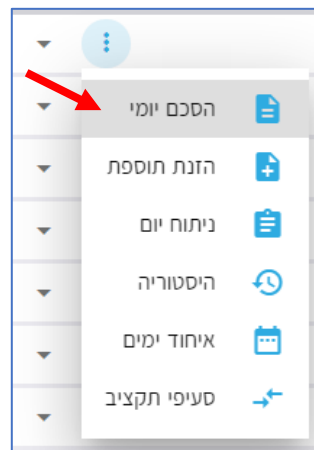 הסכם יומי
הזנת תוספת
ניתוח יום
היסטוריה
איחוד ימים
סעיפי תקציב